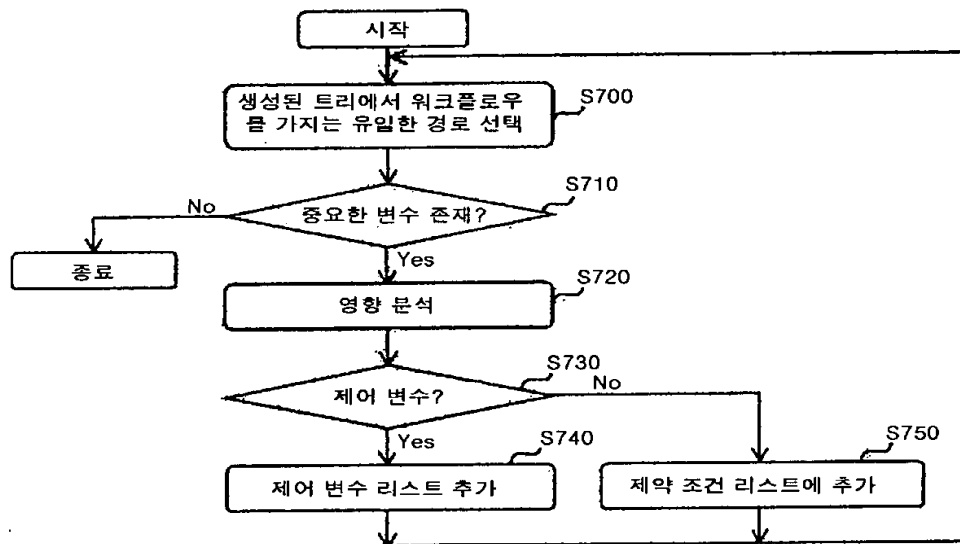 시작
생성된 트리에서 워크플로우
를 가지는 유일한 경로 선택
S700
중요한 변수 존재?
S710
No
종료
Yes
영향 분석
S720
제어 변수?
S730
No
Yes
제어 변수 리스트 추가
S740
제약 조건 리스트에 추가
S750